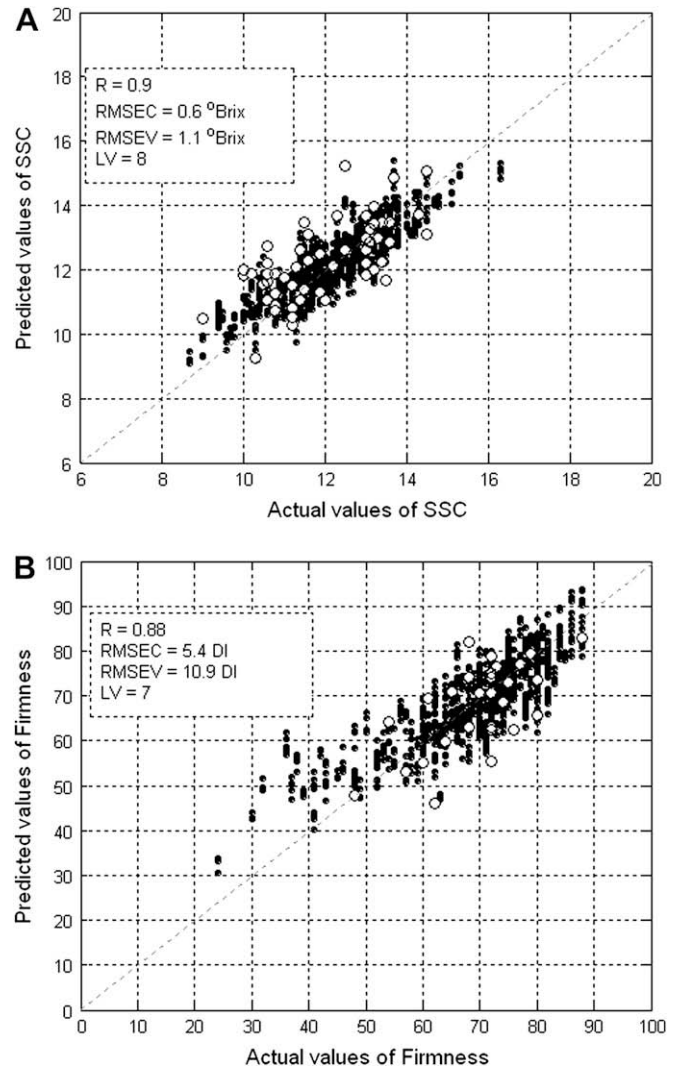 A
20
18
16
14
12
10
8
6
R = 0.9
RMSEC = 0.6 °Brix
RMSEV = 1.1 °Brix
LV = 8
Predicted values of SSC
6 8 10 12 14 16 18 20
Actual values of SSC
B
100
90
80
70
60
50
40
30
20
10
0
R = 0.88
RMSEC = 5.4 DI
RMSEV = 10.9 DI
LV = 7
Predicted values of Firmness
0 10 20 30 40 50 60 70 80 90 100
Actual values of Firmness